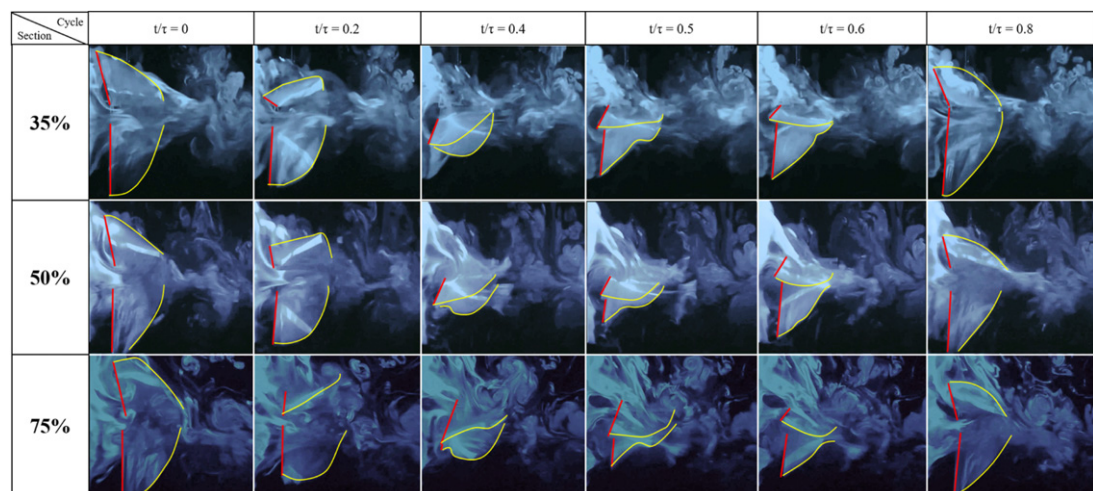 Cycle
Section
t/τ = 0
t/τ = 0.2
t/τ = 0.4
t/τ = 0.5
t/τ = 0.6
t/τ = 0.8
35%
50%
75%